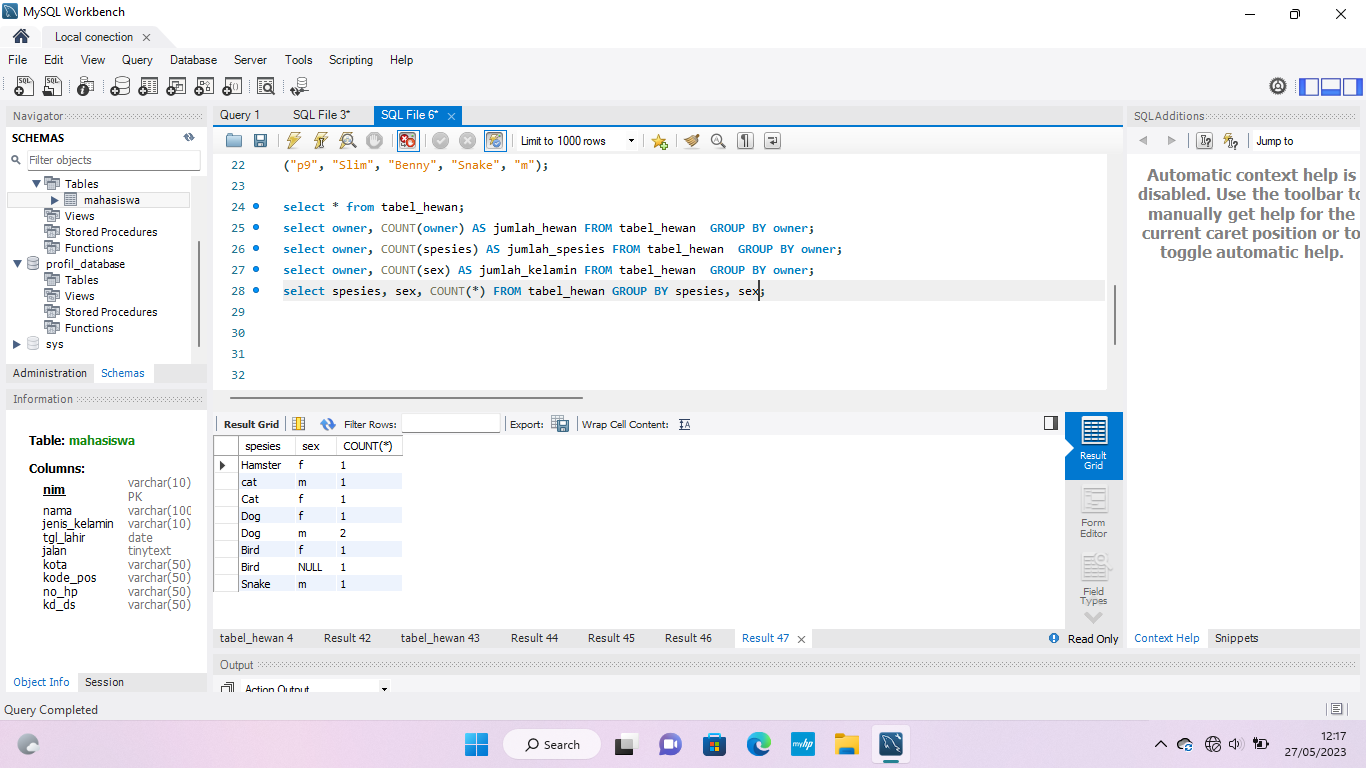 MySQL Workbench
Local conection
File Edit View Query Database Server Tools Scripting Help
Navigator
SCHEMAS
Filter objects
Tables
mahasiswa
Views
Stored Procedures
Functions
profil_database
Tables
Views
Stored Procedures
Functions
sys
Administration Schemas
Information
Table: mahasiswa
Columns:
nim varchar(10) PK
nama varchar(100
jenis_kelamin varchar(10)
tgl_lahir date
jalan tinytext
kota varchar(50)
kode_pos varchar(50)
no_hp varchar(50)
kd_ds varchar(50)
Object Info Session
Query 1 SQL File 3* SQL File 6*
Limit to 1000 rows
22 ("p9", "Slim", "Benny", "Snake", "m");
23
24 select * from tabel_hewan;
25 select owner, COUNT(owner) AS jumlah_hewan FROM tabel_hewan GROUP BY owner;
26 select owner, COUNT(spesies) AS jumlah_spesies FROM tabel_hewan GROUP BY owner;
27 select owner, COUNT(sex) AS jumlah_kelamin FROM tabel_hewan GROUP BY owner;
28 select spesies, sex, COUNT(*) FROM tabel_hewan GROUP BY spesies, sex;
29
30
31
32
Result Grid Filter Rows: Export: Wrap Cell Content:
spesies sex COUNT(*)
Hamster f 1
cat m 1
Cat f 1
Dog f 1
Dog m 2
Bird f 1
Bird NULL 1
Snake m 1
Result Grid
Form Editor
Field Types
tabel_hewan 4 Result 42 tabel_hewan 43 Result 44 Result 45 Result 46 Result 47
Read Only
Output
Action Output
SQLAdditions
Jump to
Automatic context help is
disabled. Use the toolbar to
manually get help for the
current caret position or to
toggle automatic help.
Context Help Snippets
Query Completed
Search
12:17
27/05/2023